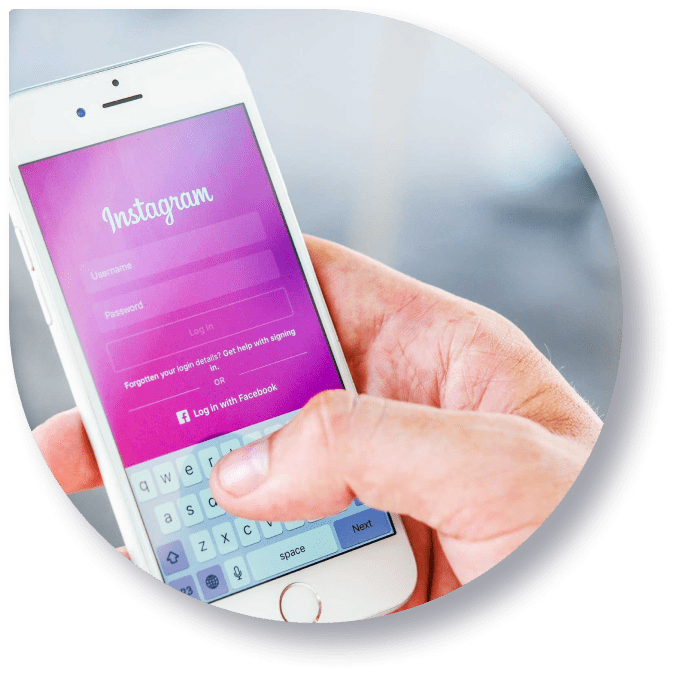 Instagram
Username
Password
Log in
Forgotten your login details? Get help with signing
in.
OR
Log in with Facebook
q w e r
a s d
z x c v
123 space Next